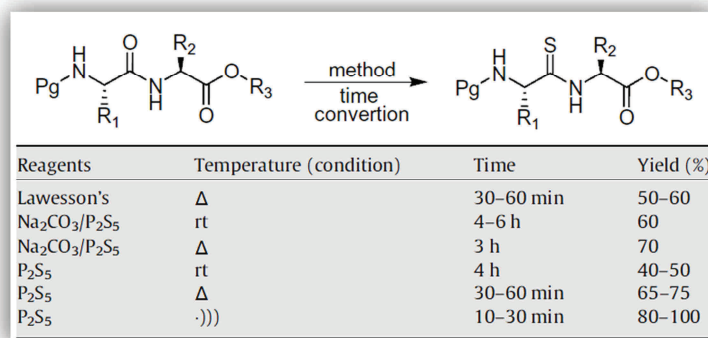 H O R₂ H S R₂
Pg N N O R₃ method Pg N N O R₃
R₁ H O time R₁ H O
convertion
Reagents Temperature (condition) Time Yield (%)
Lawesson's Δ 30–60 min 50–60
Na₂CO₃/P₂S₅ rt 4–6 h 60
Na₂CO₃/P₂S₅ Δ 3 h 70
P₂S₅ rt 4 h 40–50
P₂S₅ Δ 30–60 min 65–75
P₂S₅ ·))) 10–30 min 80–100